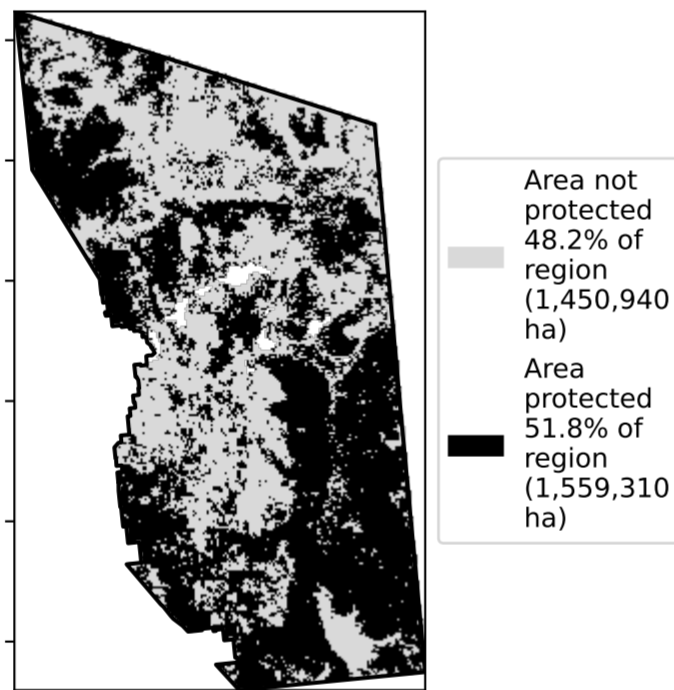 Area not
protected
48.2% of
region
(1,450,940
ha)
Area
protected
51.8% of
region
(1,559,310
ha)